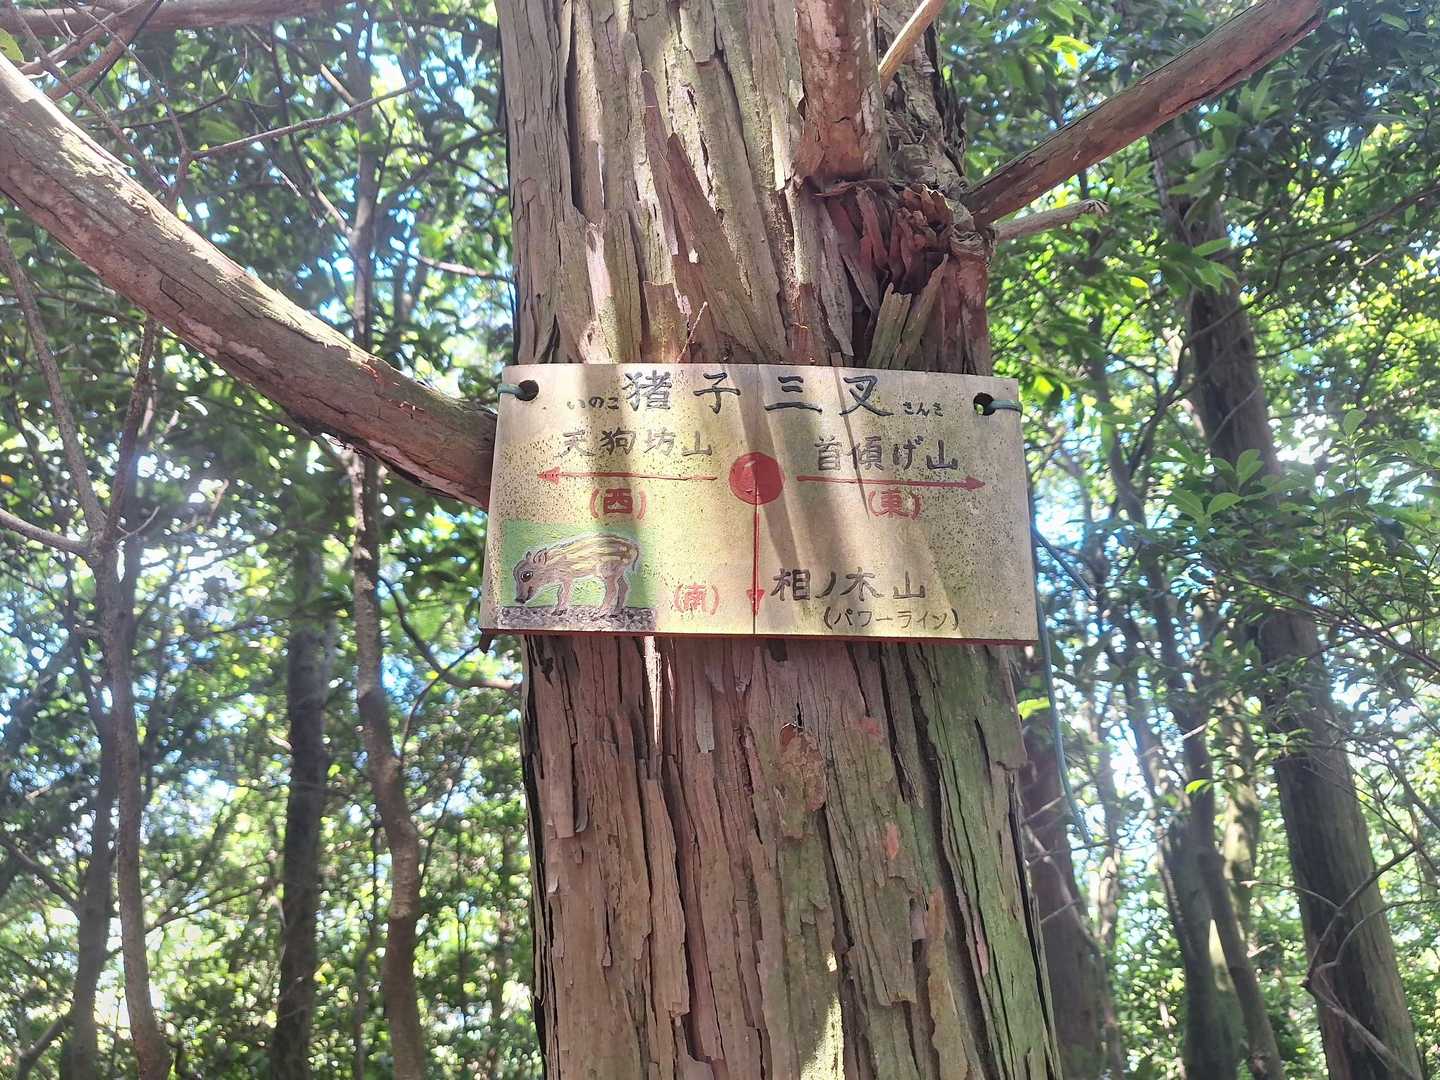 いのこ猪子三叉さんさ
天狗坊山 首傾げ山
(西) (東)
(南) 相ノ木山
(パワーライン)